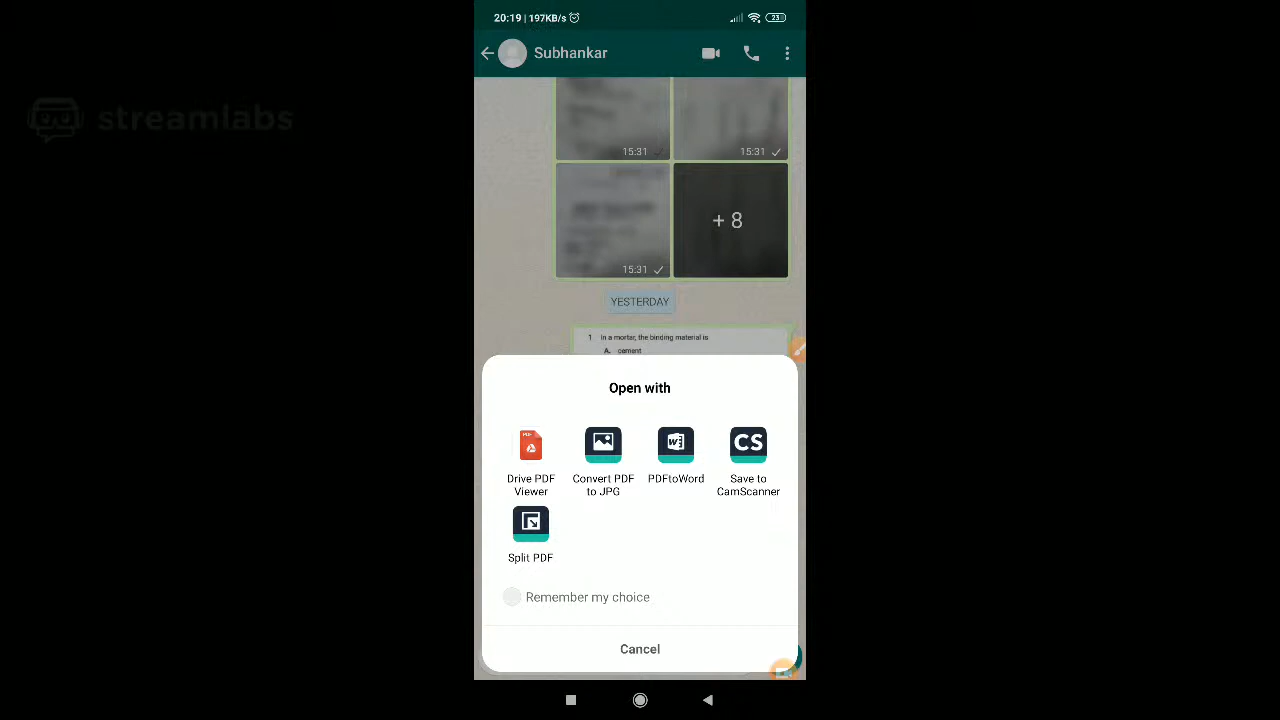 20:19 | 197KB/s
23
streamlabs
Subhankar
15:31
15:31
15:31
+ 8
YESTERDAY
1. In a mortar, the binding material is
A. cement
Open with
Drive PDF Viewer
Convert PDF to JPG
PDFtoWord
CS
Save to CamScanner
Split PDF
Remember my choice
Cancel